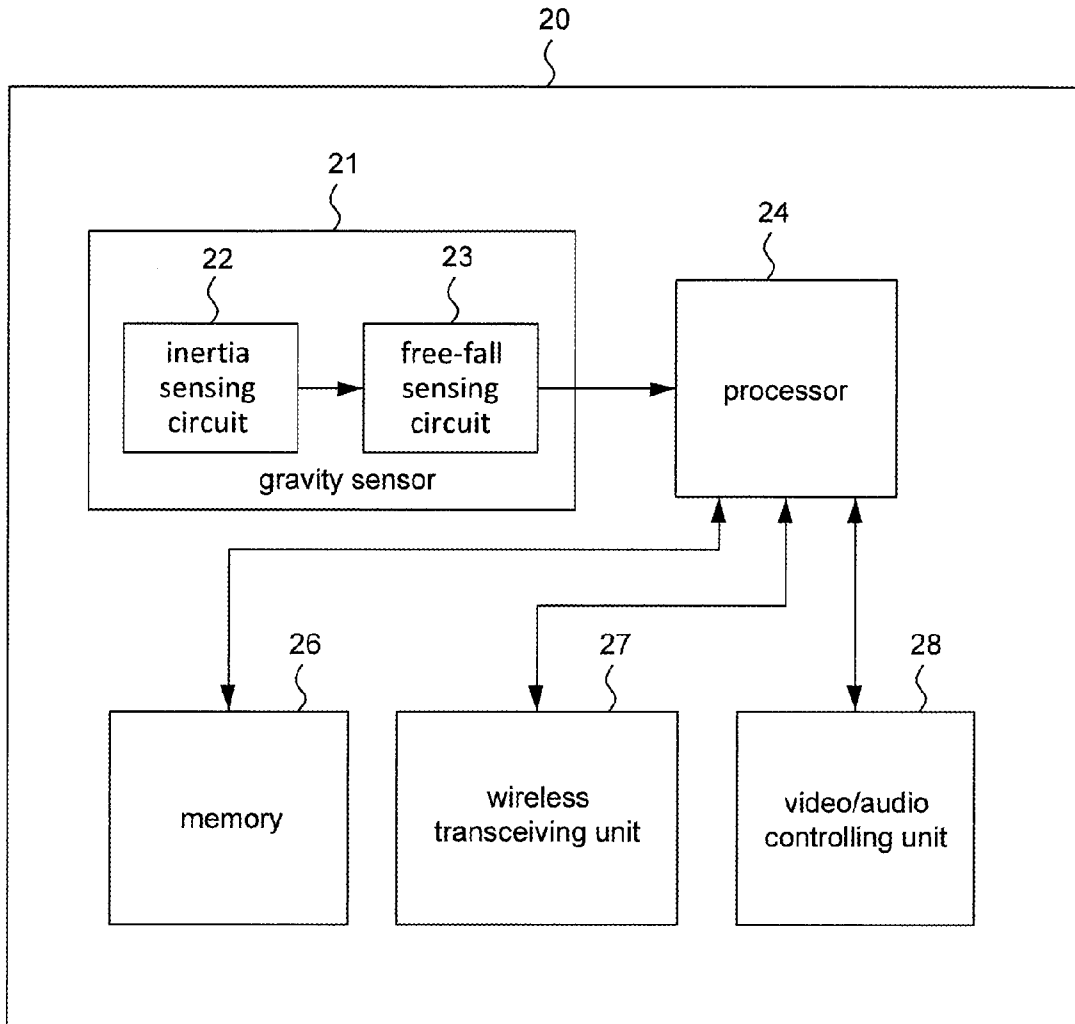 20
21
24
22
23
inertia
sensing
circuit
free-fall
sensing
circuit
processor
gravity sensor
26
27
28
memory
wireless
transceiving unit
video/audio
controlling unit